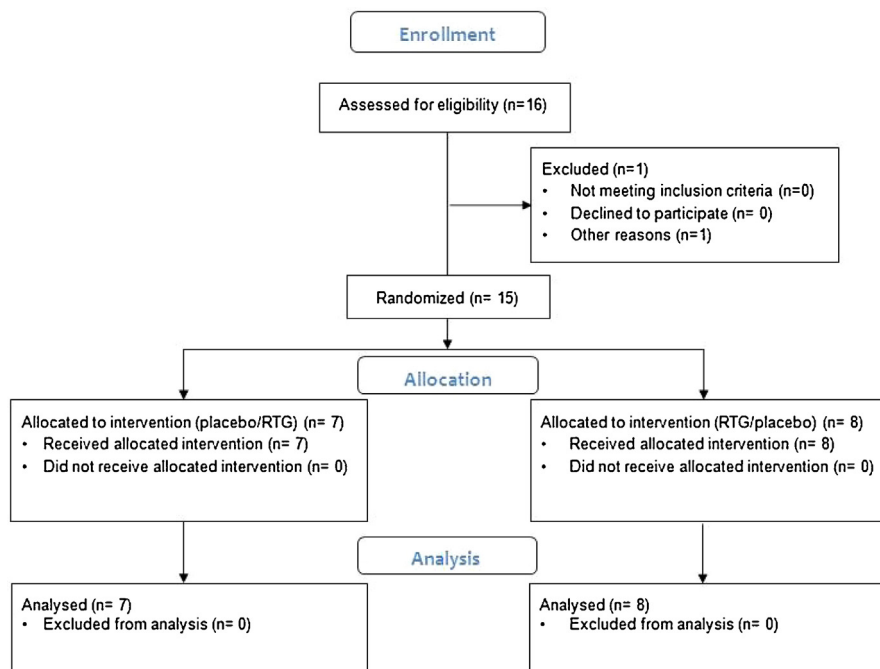 Enrollment
Assessed for eligibility (n=16)
Excluded (n=1)
• Not meeting inclusion criteria (n=0)
• Declined to participate (n= 0)
• Other reasons (n=1)
Randomized (n= 15)
Allocation
Allocated to intervention (placebo/RTG) (n= 7)
• Received allocated intervention (n= 7)
• Did not receive allocated intervention (n= 0)
Allocated to intervention (RTG/placebo) (n= 8)
• Received allocated intervention (n= 8)
• Did not receive allocated intervention (n= 0)
Analysis
Analysed (n= 7)
• Excluded from analysis (n= 0)
Analysed (n= 8)
• Excluded from analysis (n= 0)